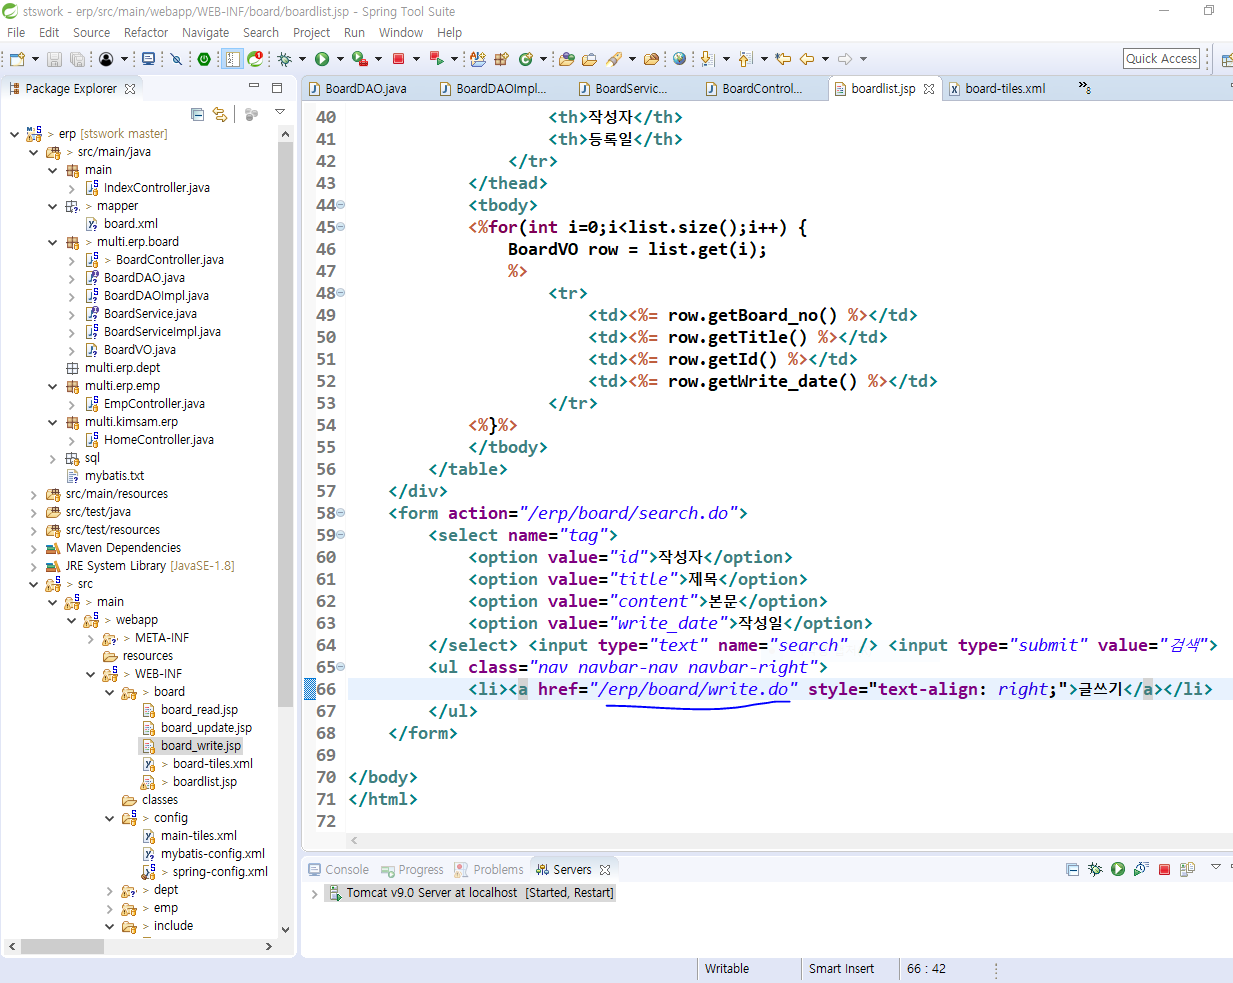 stswork - erp/src/main/webapp/WEB-INF/board/boardlist.jsp - Spring Tool Suite
File Edit Source Refactor Navigate Search Project Run Window Help
Quick Access
Package Explorer
erp [stswork master]
src/main/java
main
IndexController.java
mapper
board.xml
multi.erp.board
BoardController.java
BoardDAO.java
BoardDAOImpl.java
BoardService.java
BoardServiceImpl.java
BoardVO.java
multi.erp.dept
multi.erp.emp
EmpController.java
multi.kimsam.erp
HomeController.java
sql
mybatis.txt
src/main/resources
src/test/java
src/test/resources
Maven Dependencies
JRE System Library [JavaSE-1.8]
src
main
webapp
META-INF
resources
WEB-INF
board
board_read.jsp
board_update.jsp
board_write.jsp
board-tiles.xml
boardlist.jsp
classes
config
main-tiles.xml
mybatis-config.xml
spring-config.xml
dept
emp
include
BoardDAO.java BoardDAOImpl... BoardServic... BoardControl... boardlist.jsp board-tiles.xml »8
40 <th>작성자</th>
41 <th>등록일</th>
42 </tr>
43 </thead>
44 <tbody>
45 <%for(int i=0;i<list.size();i++) {
46 BoardVO row = list.get(i);
47 %>
48 <tr>
49 <td><%= row.getBoard_no() %></td>
50 <td><%= row.getTitle() %></td>
51 <td><%= row.getId() %></td>
52 <td><%= row.getWrite_date() %></td>
53 </tr>
54 <%}%>
55 </tbody>
56 </table>
57 </div>
58 <form action="/erp/board/search.do">
59 <select name="tag">
60 <option value="id">작성자</option>
61 <option value="title">제목</option>
62 <option value="content">본문</option>
63 <option value="write_date">작성일</option>
64 </select> <input type="text" name="search" /> <input type="submit" value="검색">
65 <ul class="nav navbar-nav navbar-right">
66 <li><a href="/erp/board/write.do" style="text-align: right;">글쓰기</a></li>
67 </ul>
68 </form>
69
70 </body>
71 </html>
72
Console Progress Problems Servers
Tomcat v9.0 Server at localhost [Started, Restart]
Writable Smart Insert 66 : 42